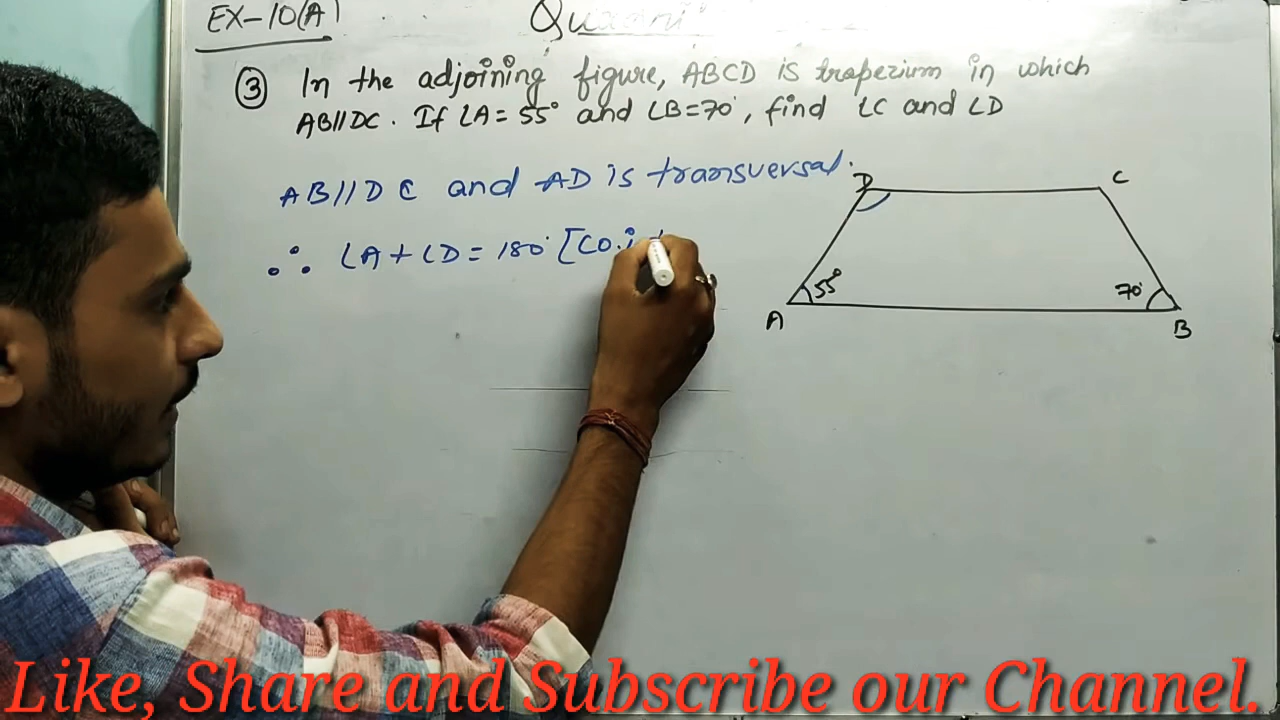 EX-10(A)
③ In the adjoining figure, ABCD is trapezium in which
AB//DC. If ∠A = 55° and ∠B = 70°, find ∠C and ∠D
AB//DC and AD is transversal.
∴ ∠A + ∠D = 180° [CO. i
D
C
55°
70°
A
B
Like, Share and Subscribe our Channel.